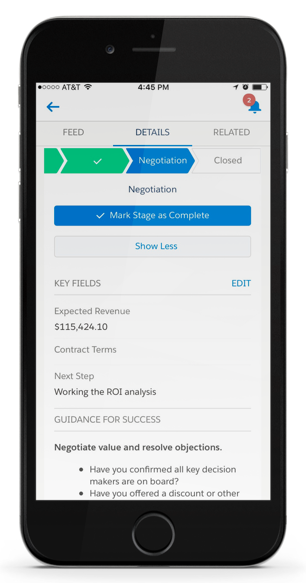 AT&T 4:45 PM
2
FEED DETAILS RELATED
Negotiation Closed
Negotiation
Mark Stage as Complete
Show Less
KEY FIELDS EDIT
Expected Revenue
$115,424.10
Contract Terms
Next Step
Working the ROI analysis
GUIDANCE FOR SUCCESS
Negotiate value and resolve objections.
• Have you confirmed all key decision
makers are on board?
• Have you offered a discount or other